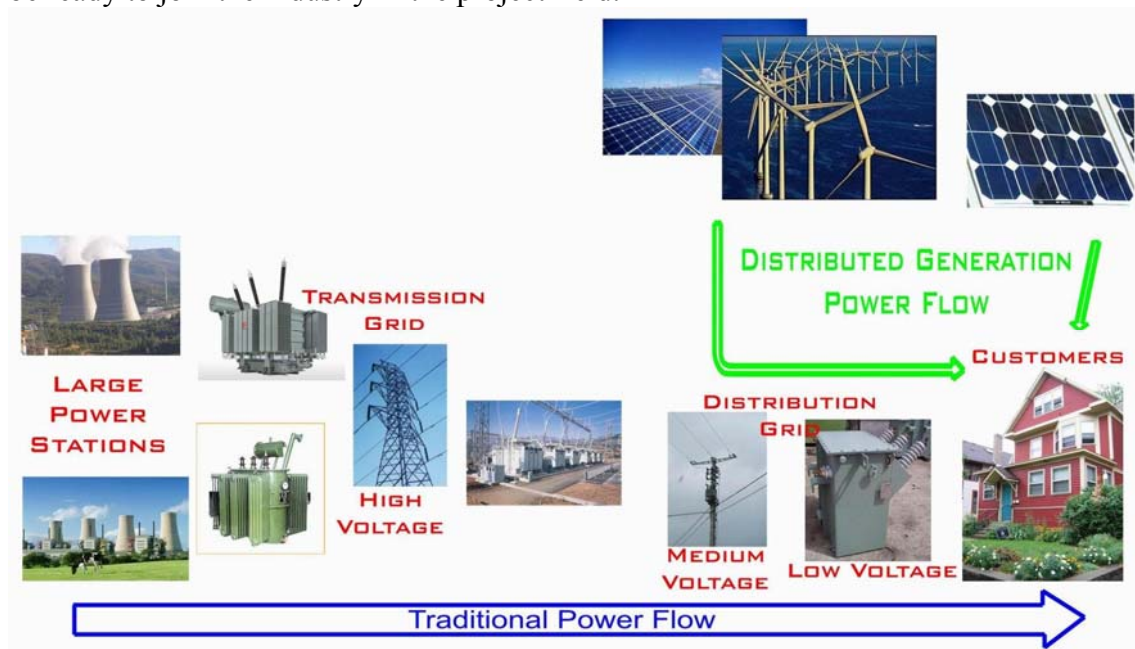 DISTRIBUTED GENERATION
POWER FLOW
TRANSMISSION
GRID
LARGE
POWER
STATIONS
HIGH
VOLTAGE
CUSTOMERS
DISTRIBUTION
GRID
MEDIUM
VOLTAGE
LOW VOLTAGE
Traditional Power Flow